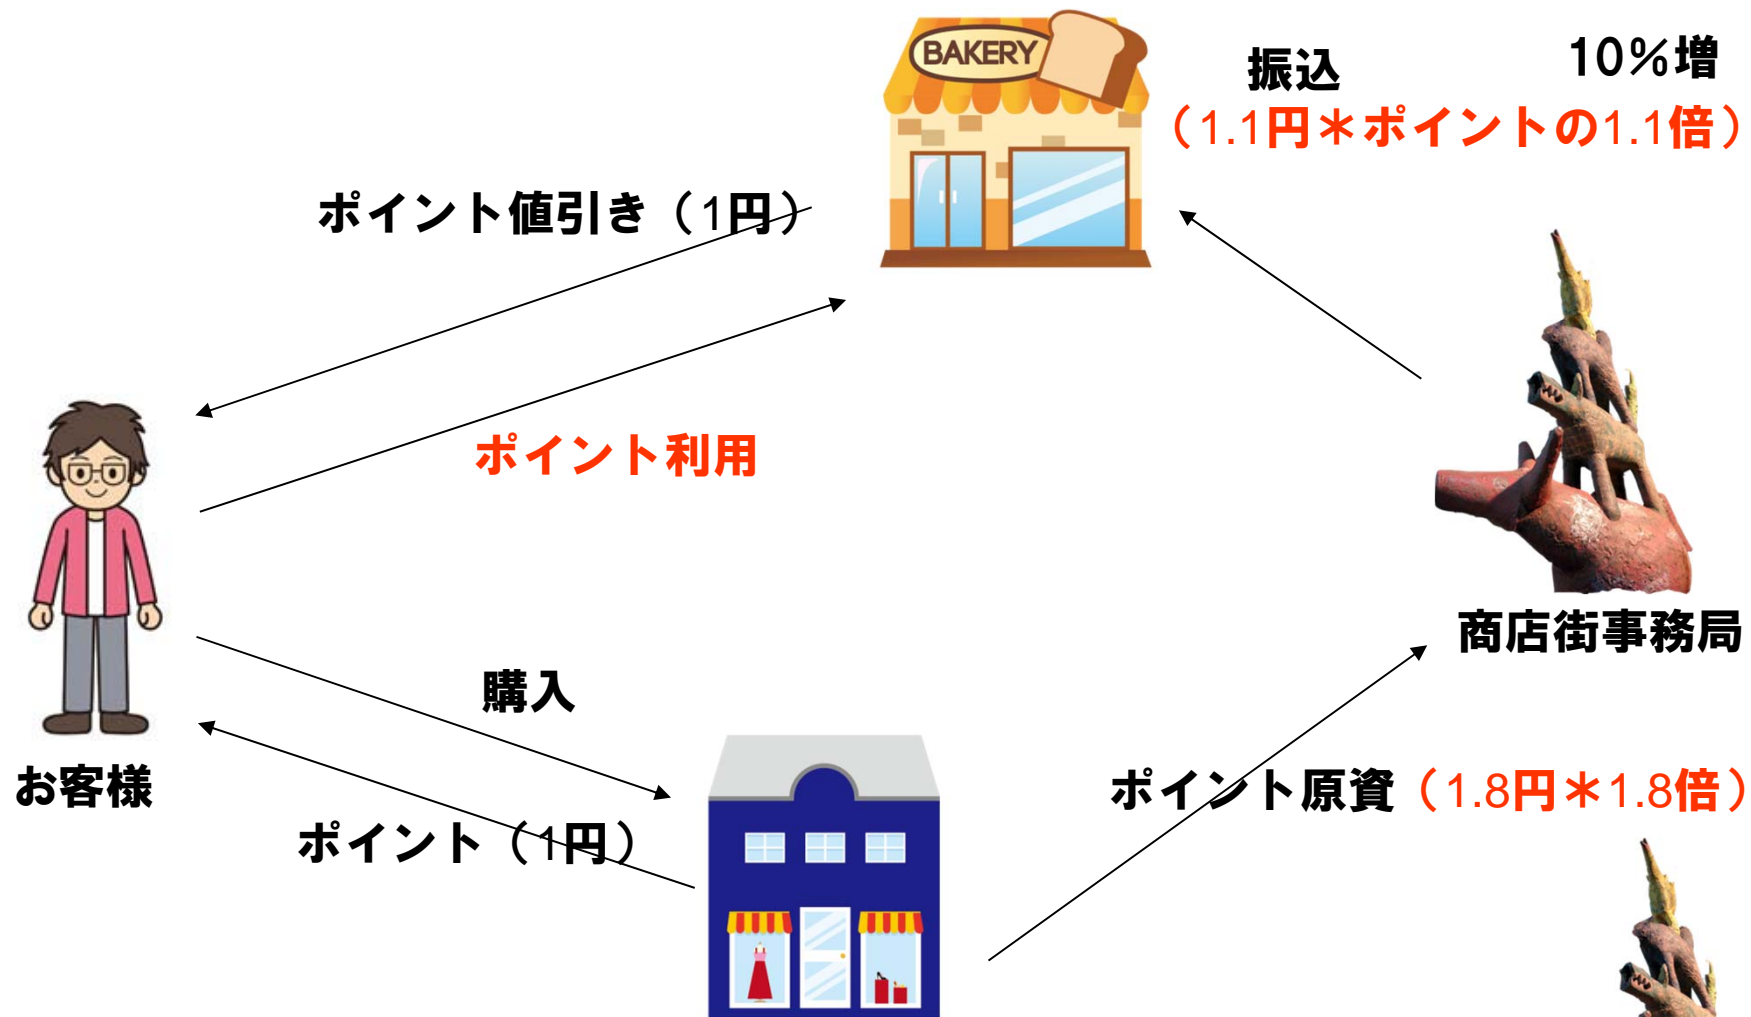 BAKERY
振込
10%増
（1.1円＊ポイントの1.1倍）
ポイント値引き（1円）
ポイント利用
商店街事務局
購入
お客様
ポイント原資（1.8円＊1.8倍）
ポイント（1円）